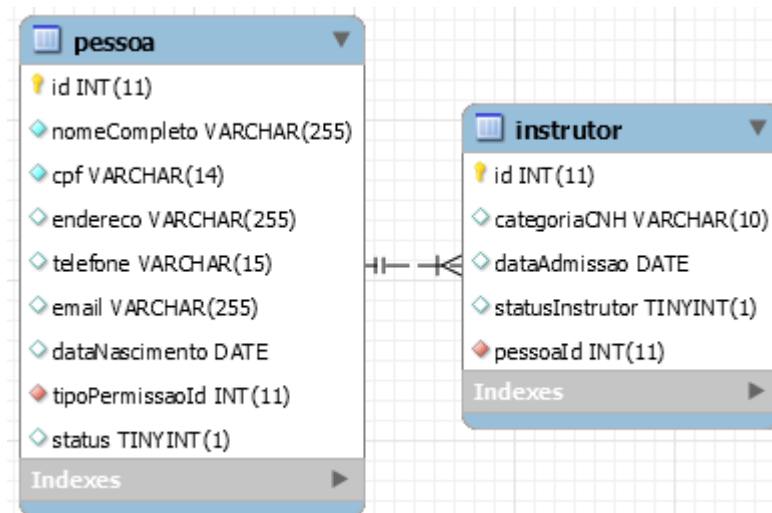 pessoa
id INT(11)
nomeCompleto VARCHAR(255)
cpf VARCHAR(14)
endereco VARCHAR(255)
telefone VARCHAR(15)
email VARCHAR(255)
dataNascimento DATE
tipoPermissaoId INT(11)
status TINYINT(1)
Indexes
instrutor
id INT(11)
categoriaCNH VARCHAR(10)
dataAdmissao DATE
statusInstrutor TINYINT(1)
pessoaId INT(11)
Indexes